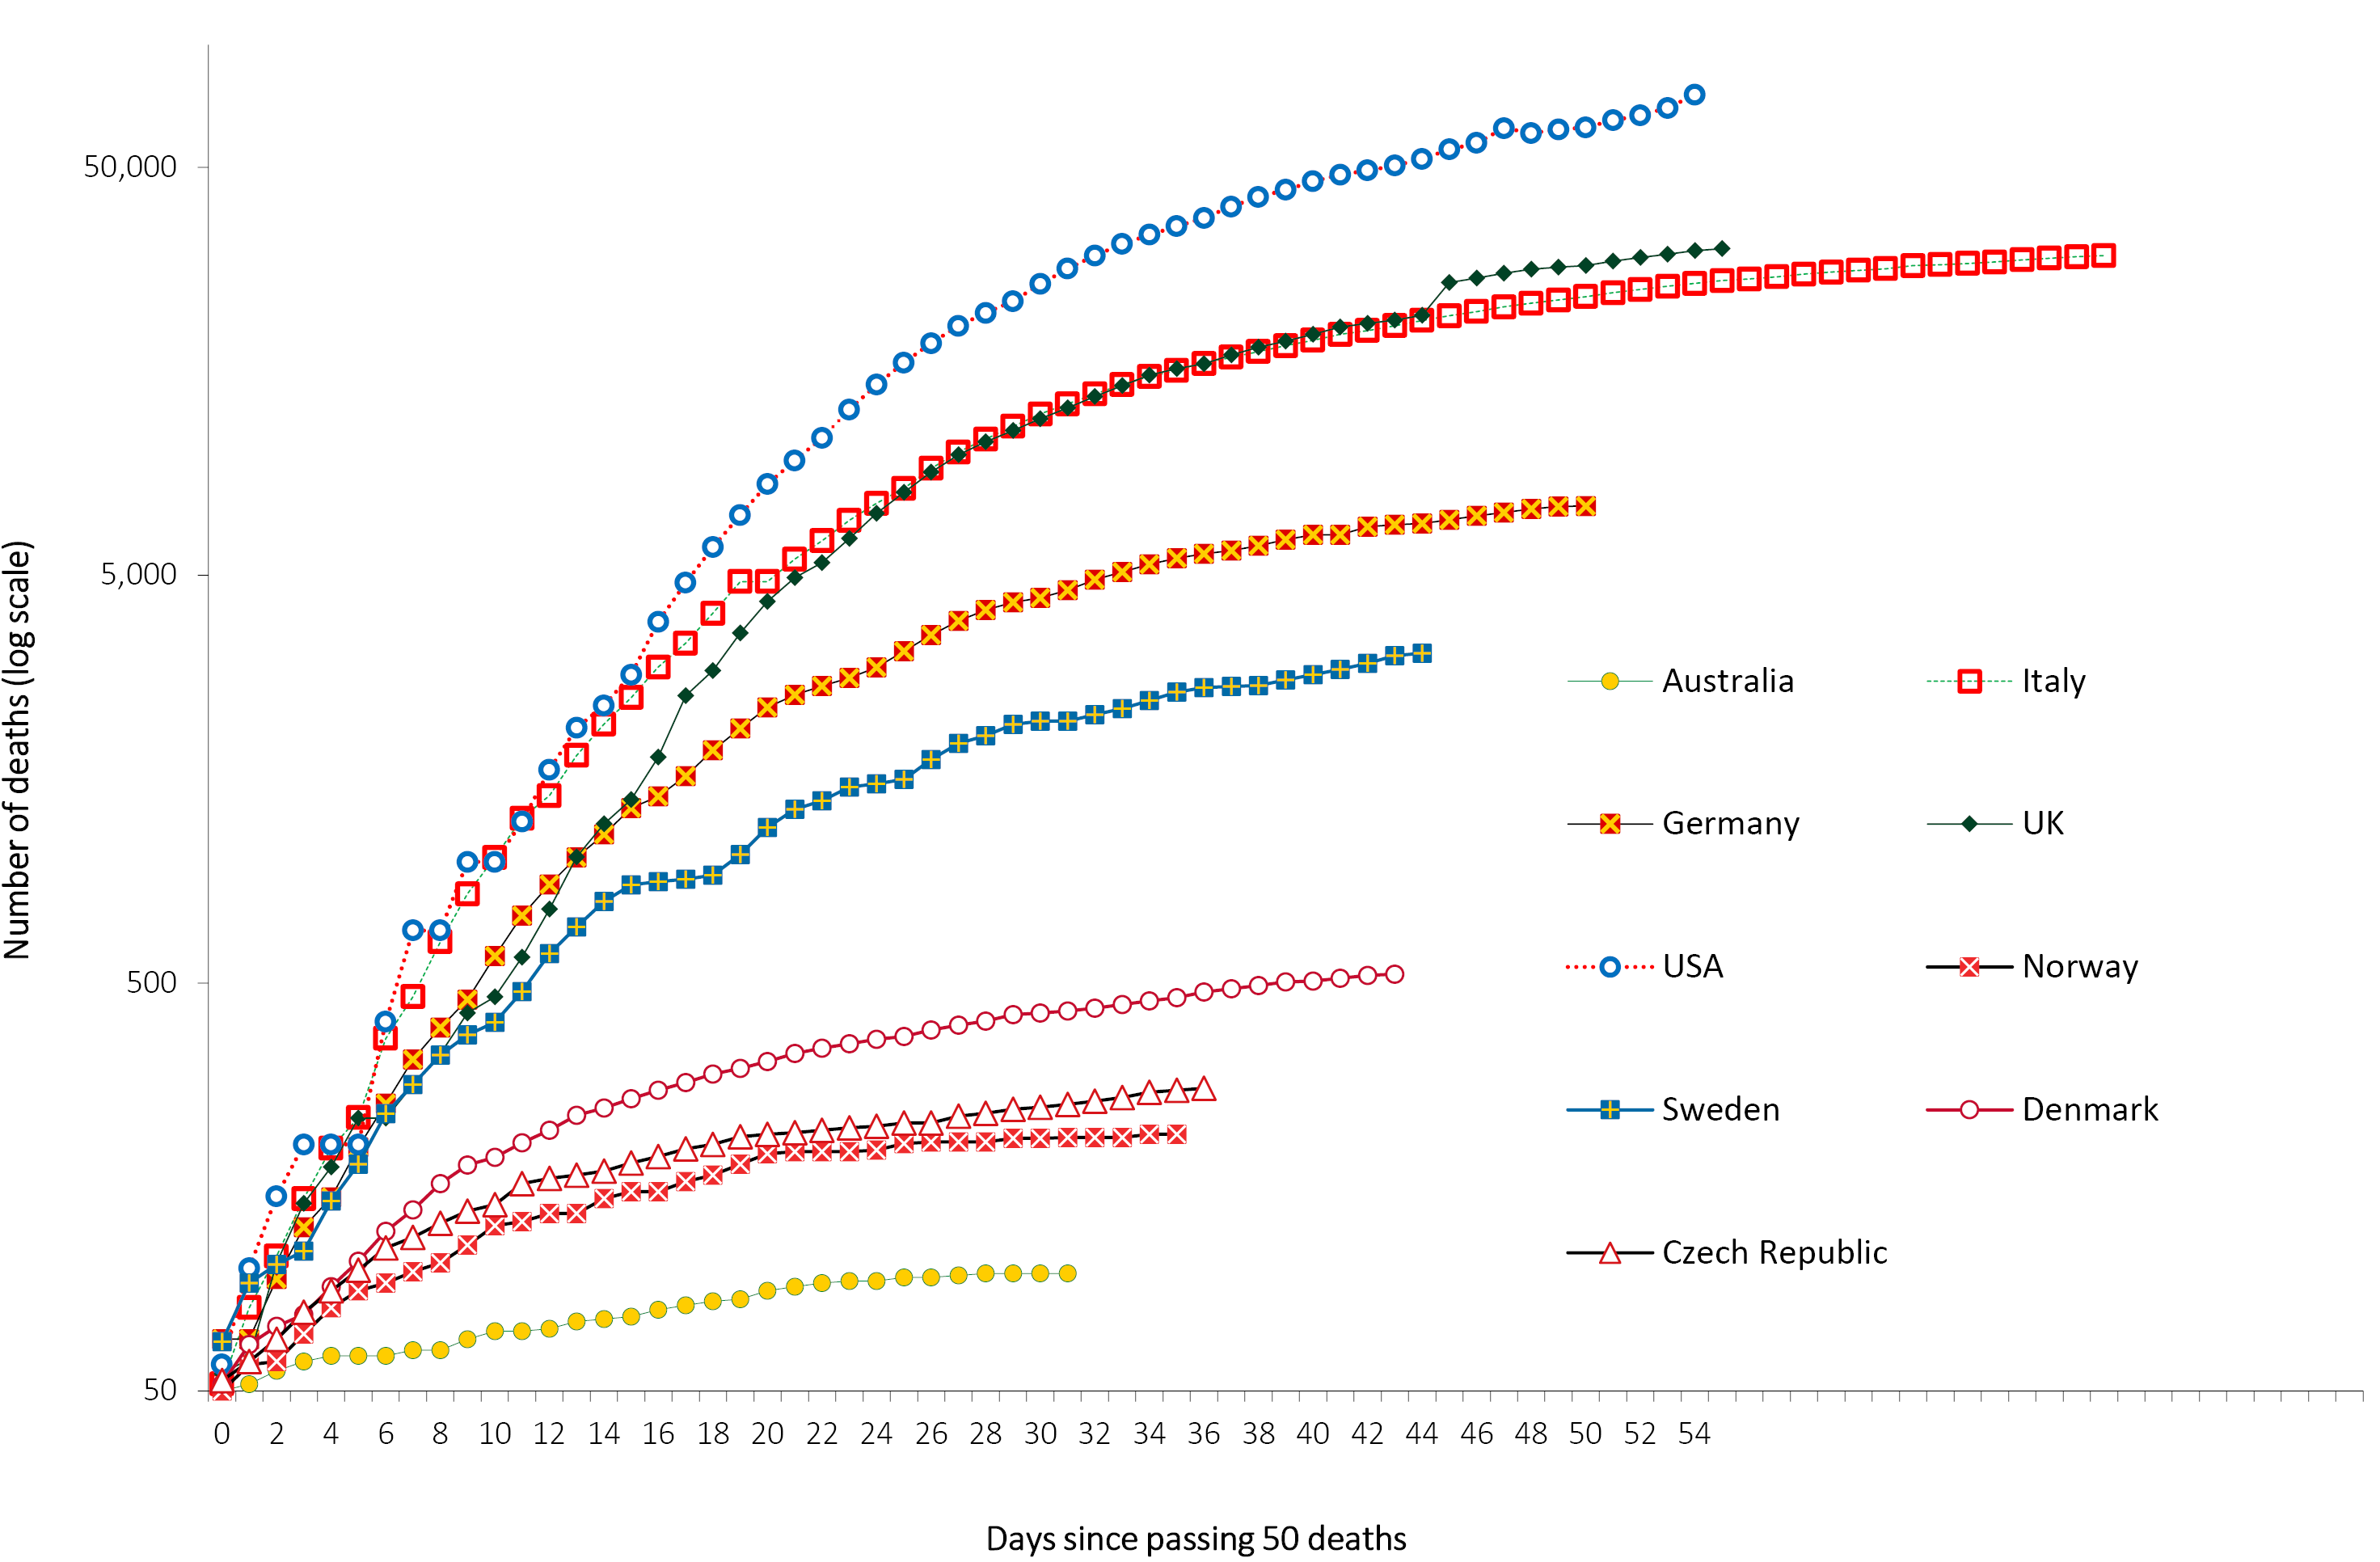 50,000
5,000
500
50
Number of deaths (log scale)
0 2 4 6 8 10 12 14 16 18 20 22 24 26 28 30 32 34 36 38 40 42 44 46 48 50 52 54
Days since passing 50 deaths
Australia Italy
Germany UK
USA Norway
Sweden Denmark
Czech Republic